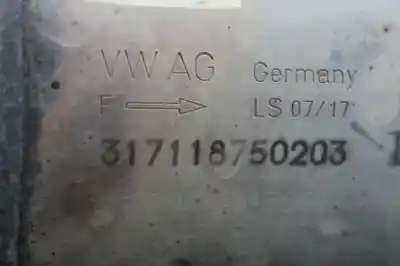 VW AG Germany
F → LS 07/17
317118750203